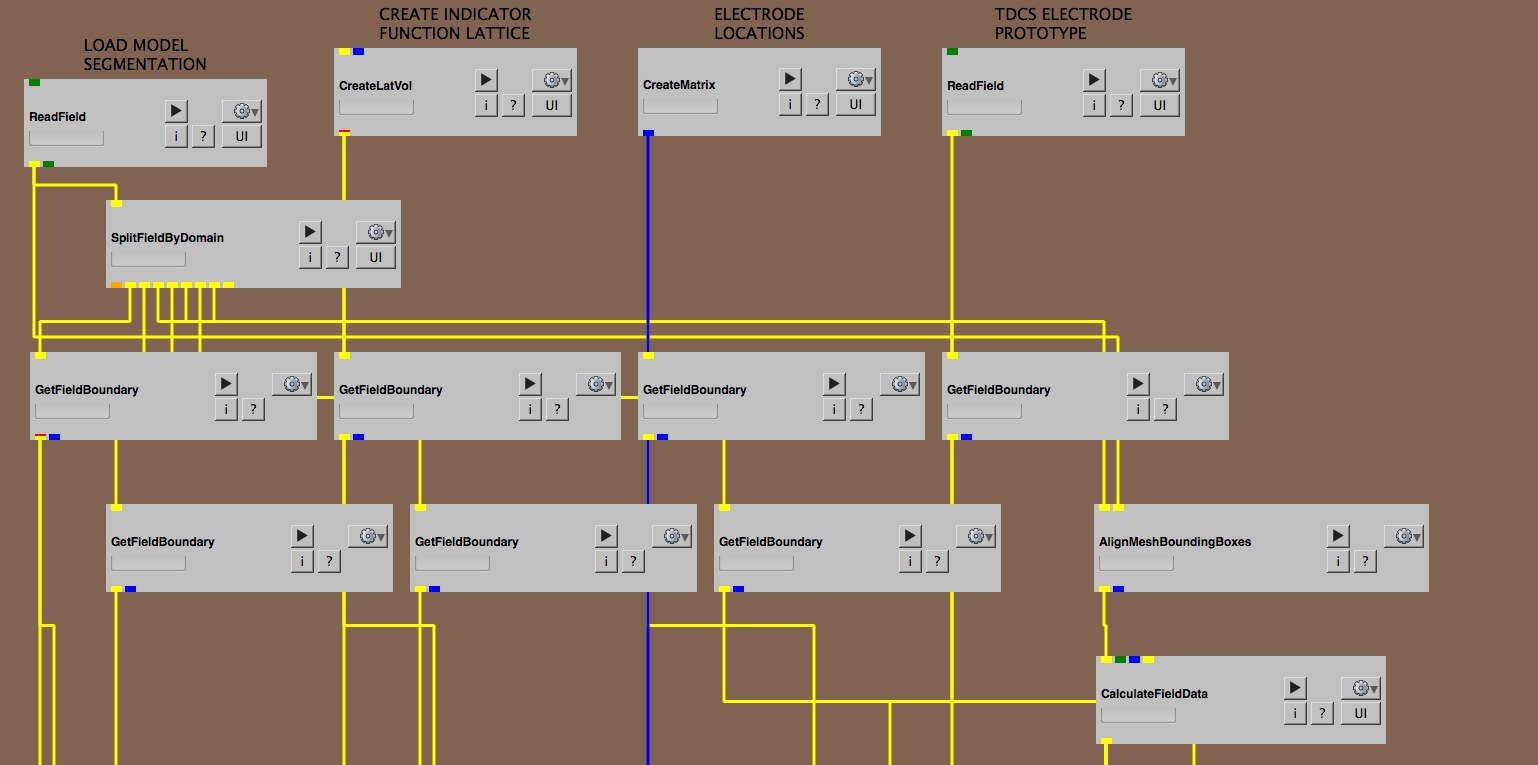 LOAD MODEL
SEGMENTATION
CREATE INDICATOR
FUNCTION LATTICE
ELECTRODE
LOCATIONS
TDCS ELECTRODE
PROTOTYPE
ReadField
i ? UI
CreateLatVol
i ? UI
CreateMatrix
i ? UI
ReadField
i ? UI
SplitFieldByDomain
i ? UI
GetFieldBoundary
i ?
GetFieldBoundary
i ?
GetFieldBoundary
i ?
GetFieldBoundary
i ?
GetFieldBoundary
i ?
GetFieldBoundary
i ?
GetFieldBoundary
i ?
AlignMeshBoundingBoxes
i ?
CalculateFieldData
i ? UI